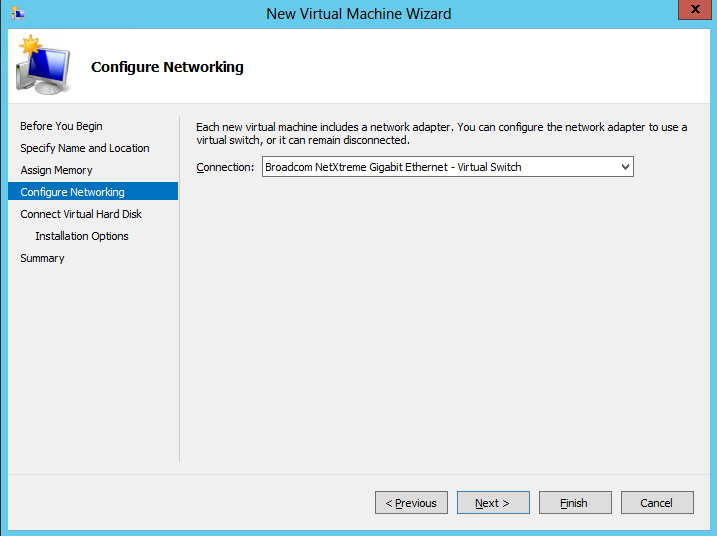 New Virtual Machine Wizard
x
Configure Networking
Before You Begin
Specify Name and Location
Assign Memory
Configure Networking
Connect Virtual Hard Disk
Installation Options
Summary
Each new virtual machine includes a network adapter. You can configure the network adapter to use a
virtual switch, or it can remain disconnected.
Connection: Broadcom NetXtreme Gigabit Ethernet - Virtual Switch
< Previous
Next >
Finish
Cancel